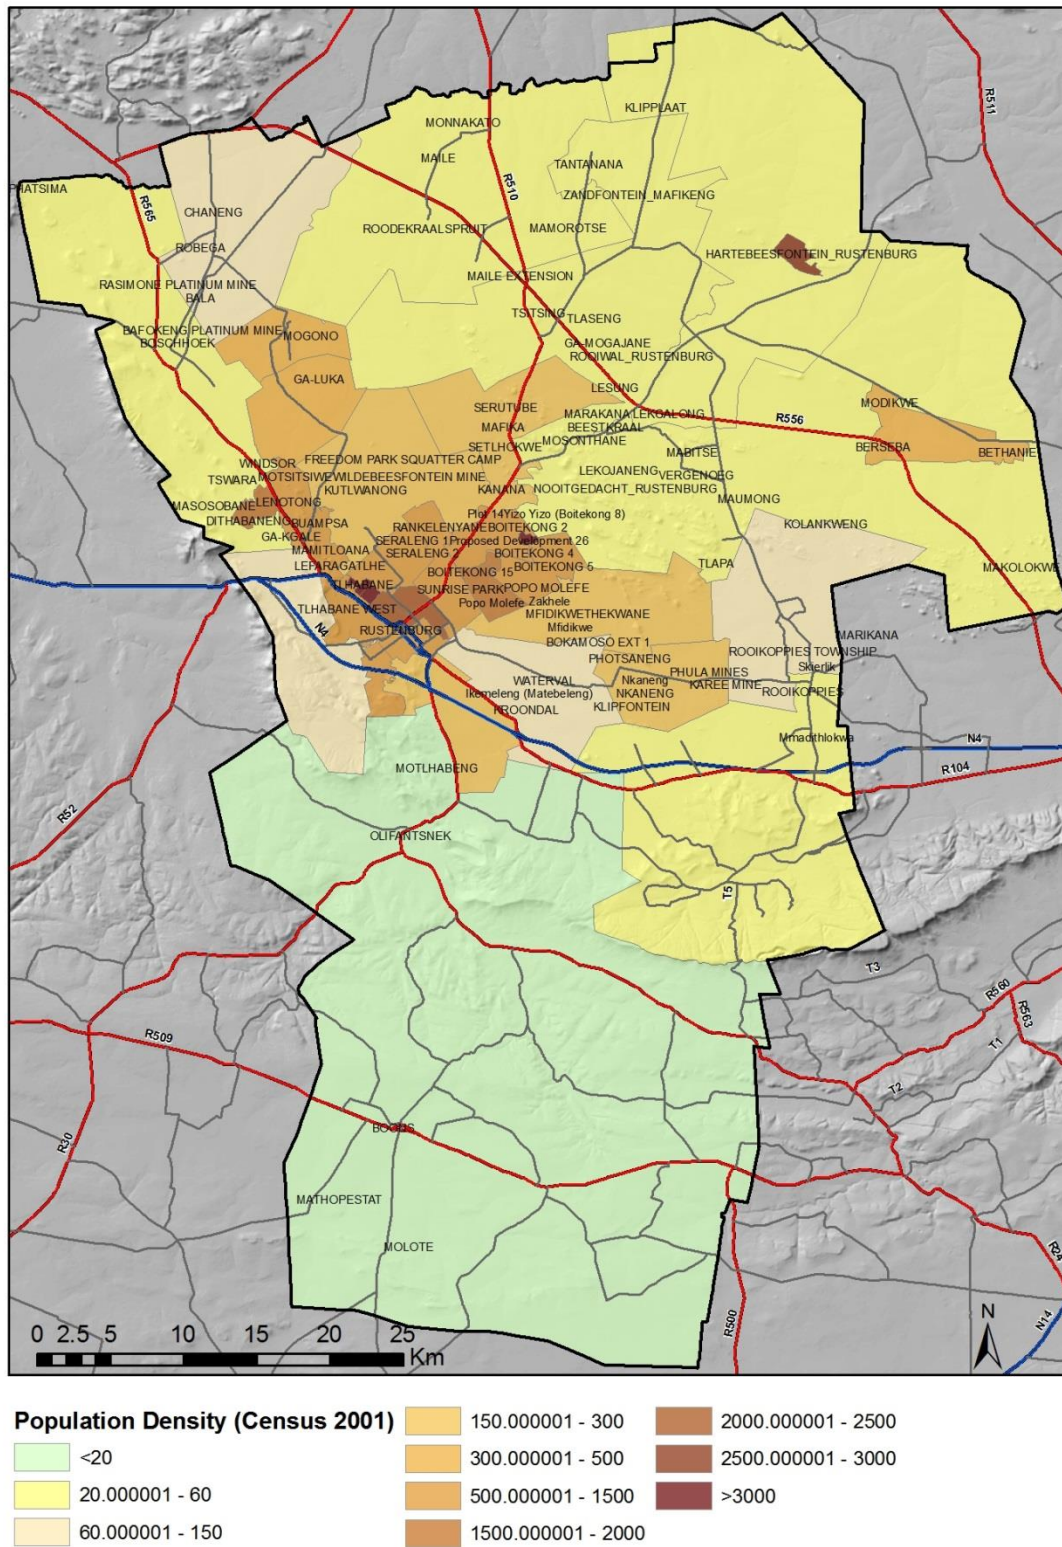 KLIPPLAAT
R511
MONNAKATO
MAILE
TANTANANA
R510
PHATSIMA
R565
ZANDFONTEIN_MAFIKENG
CHANENG
ROODEKRAALSPRUIT
MAMOROTSE
ROBEGA
HARTEBEESFONTEIN_RUSTENBURG
MAILE EXTENSION
RASIMONE PLATINUM MINE
BALA
TSITSING
TLASENG
BAFOKENG PLATINUM MINE
MOGONO
BOSCHHOEK
GA-MOGAJANE
ROOIWAL_RUSTENBURG
GA-LUKA
LESUNG
SERUTUBE
MODIKWE
MARAKANA LEKGALONG
R556
MAFIKA
BEESTKRAAL
MOSONTHANE
SETLHOKWE
MABITSE
BERSEBA
BETHANIE
FREEDOM PARK SQUATTER CAMP
WINDSOR
LEKOJANENG
VERGENOEG
TSWARA
MOTSITSIWE
WILDEBEESFONTEIN MINE
KUTLWANONG
KANANA
NOOITGEDACHT_RUSTENBURG
MAUMONG
MASOSOBANE
LENOTONG
Plot 14
Yizo Yizo (Boitekong 8)
DITHABANENG
BUAMPSA
RANKELENYANE
BOITEKONG 2
KOLANKWENG
GA-KGALE
SERALENG 1
Proposed Development 26
MAMITLOANA
SERALENG 2
BOITEKONG 4
LEFARAGATLHE
BOITEKONG 15
BOITEKONG 5
TLAPA
MAKOLOKWE
TLHABANE
SUNRISE PARK
POPO MOLEFE
TLHABANE WEST
Popo Molefe
Zakhele
N4
MFIDIKWE
THEKWANE
RUSTENBURG
Mfidikwe
MARIKANA
BOKAMOSO EXT 1
ROOIKOPPIES TOWNSHIP
PHOTSANENG
Skierlik
WATERVAL
Nkaneng
PHULA MINES
KAREE MINE
Ikemeleng (Matebeleng)
NKANENG
ROOIKOPPIES
KROONDAL
KLIPFONTEIN
Mmadithlokwa
N4
MOTLHABENG
R104
R52
OLIFANTSNEK
T5
T3
R560
R563
R509
T1
T2
BOONS
R30
MATHOPESTAT
MOLOTE
R24
R500
N14
N
0 2.5 5 10 15 20 25
Km
Population Density (Census 2001)
<20
20.000001 - 60
60.000001 - 150
150.000001 - 300
300.000001 - 500
500.000001 - 1500
1500.000001 - 2000
2000.000001 - 2500
2500.000001 - 3000
>3000